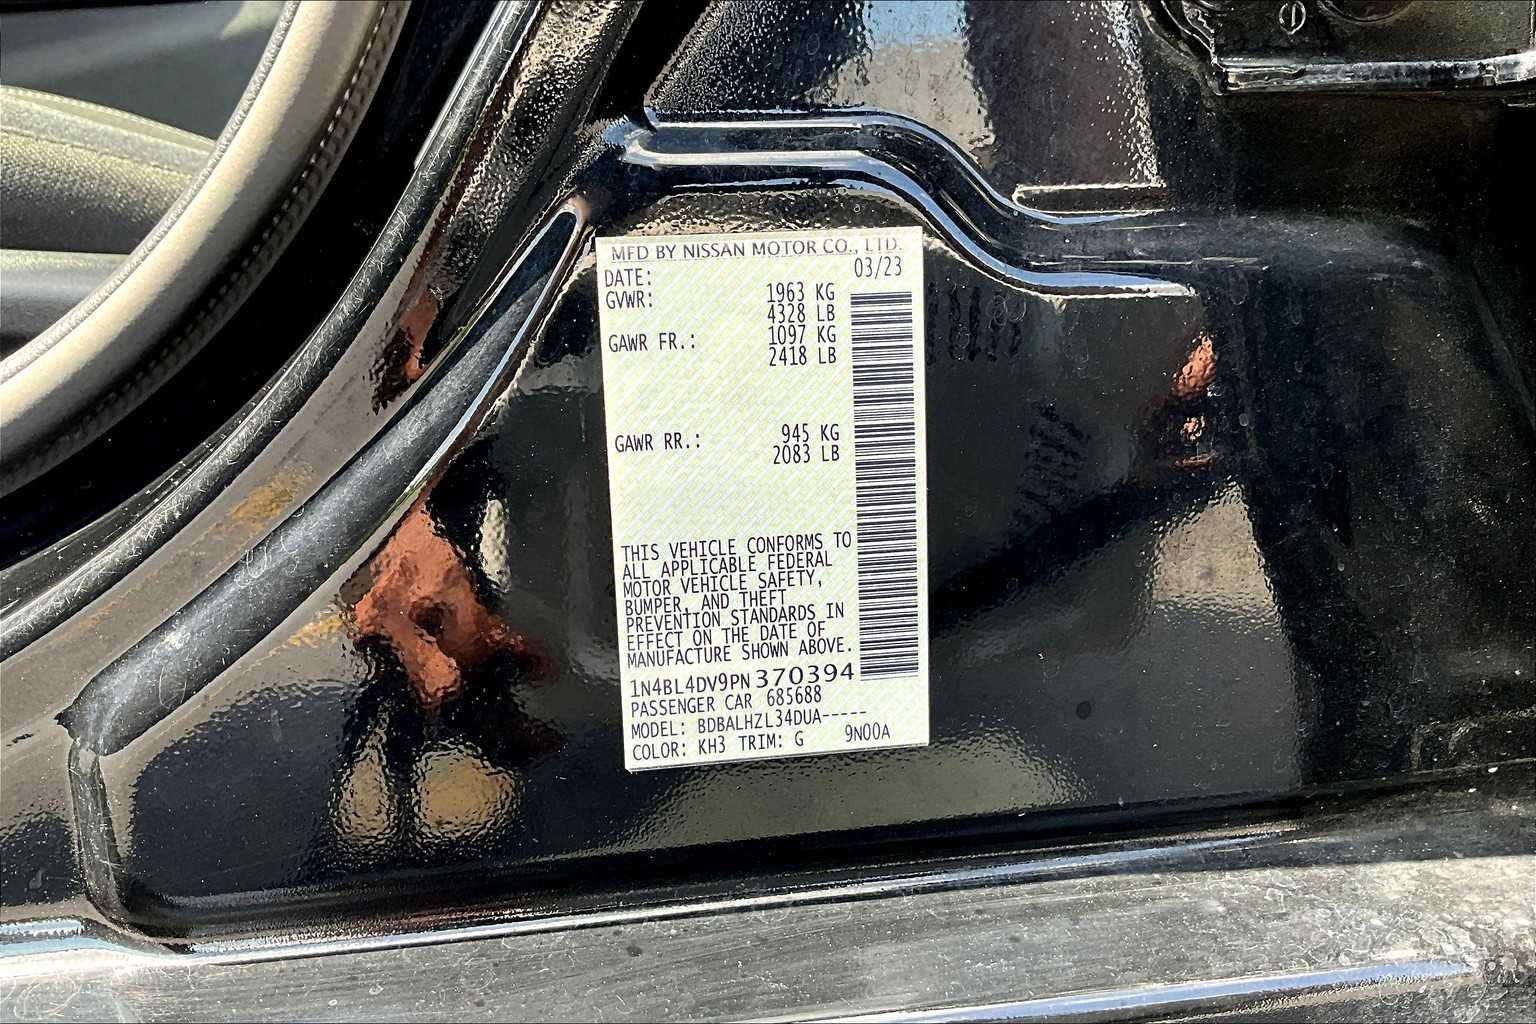 MFD BY NISSAN MOTOR CO., LTD.
DATE: 03/23
GVWR: 1963 KG
4328 LB
GAWR FR.: 1097 KG
2418 LB
GAWR RR.: 945 KG
2083 LB
THIS VEHICLE CONFORMS TO
ALL APPLICABLE FEDERAL
MOTOR VEHICLE SAFETY,
BUMPER, AND THEFT
PREVENTION STANDARDS IN
EFFECT ON THE DATE OF
MANUFACTURE SHOWN ABOVE.
1N4BL4DV9PN370394
PASSENGER CAR 685688
MODEL: BDBALHZL34DUA-----
COLOR: KH3 TRIM: G 9N00A